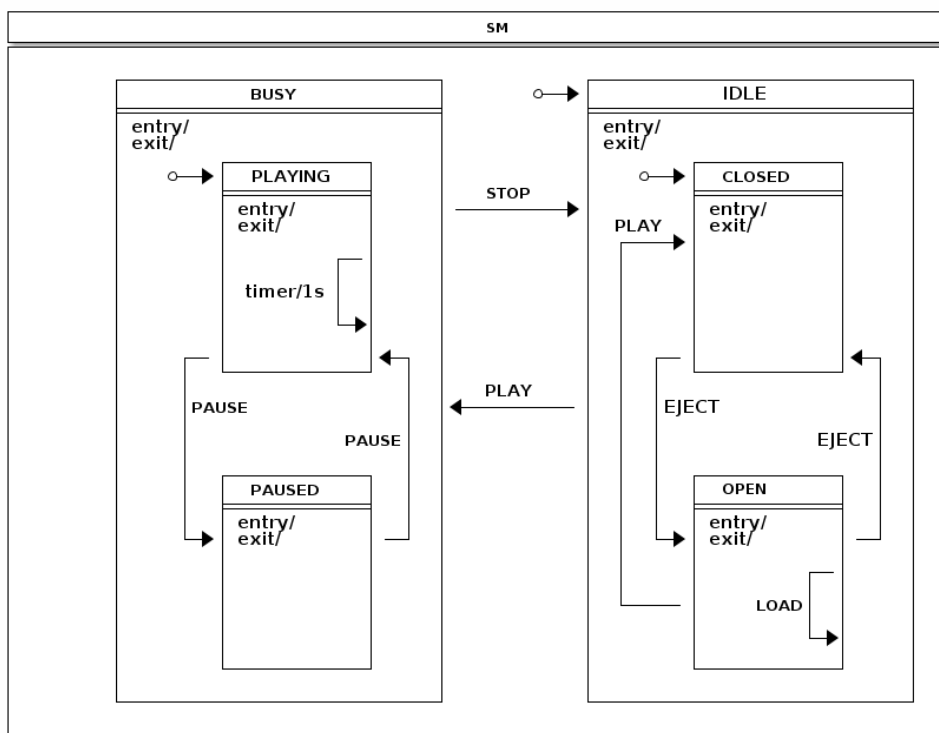 SM
BUSY
IDLE
entry/
exit/
entry/
exit/
PLAYING
CLOSED
entry/
exit/
STOP
entry/
exit/
PLAY
timer/1s
PAUSE
PLAY
EJECT
PAUSE
EJECT
PAUSED
OPEN
entry/
exit/
entry/
exit/
LOAD